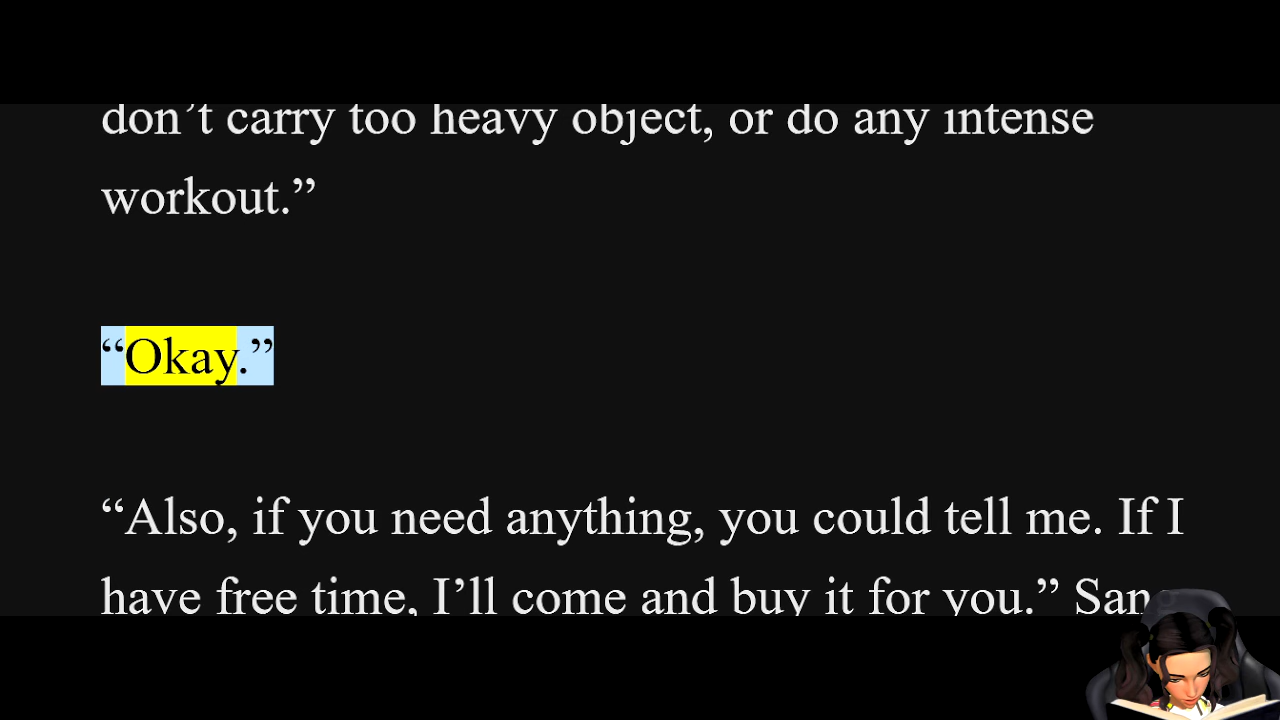 don’t carry too heavy object, or do any intense
workout.”
“Okay.”
“Also, if you need anything, you could tell me. If I
have free time, I’ll come and buy it for you.”